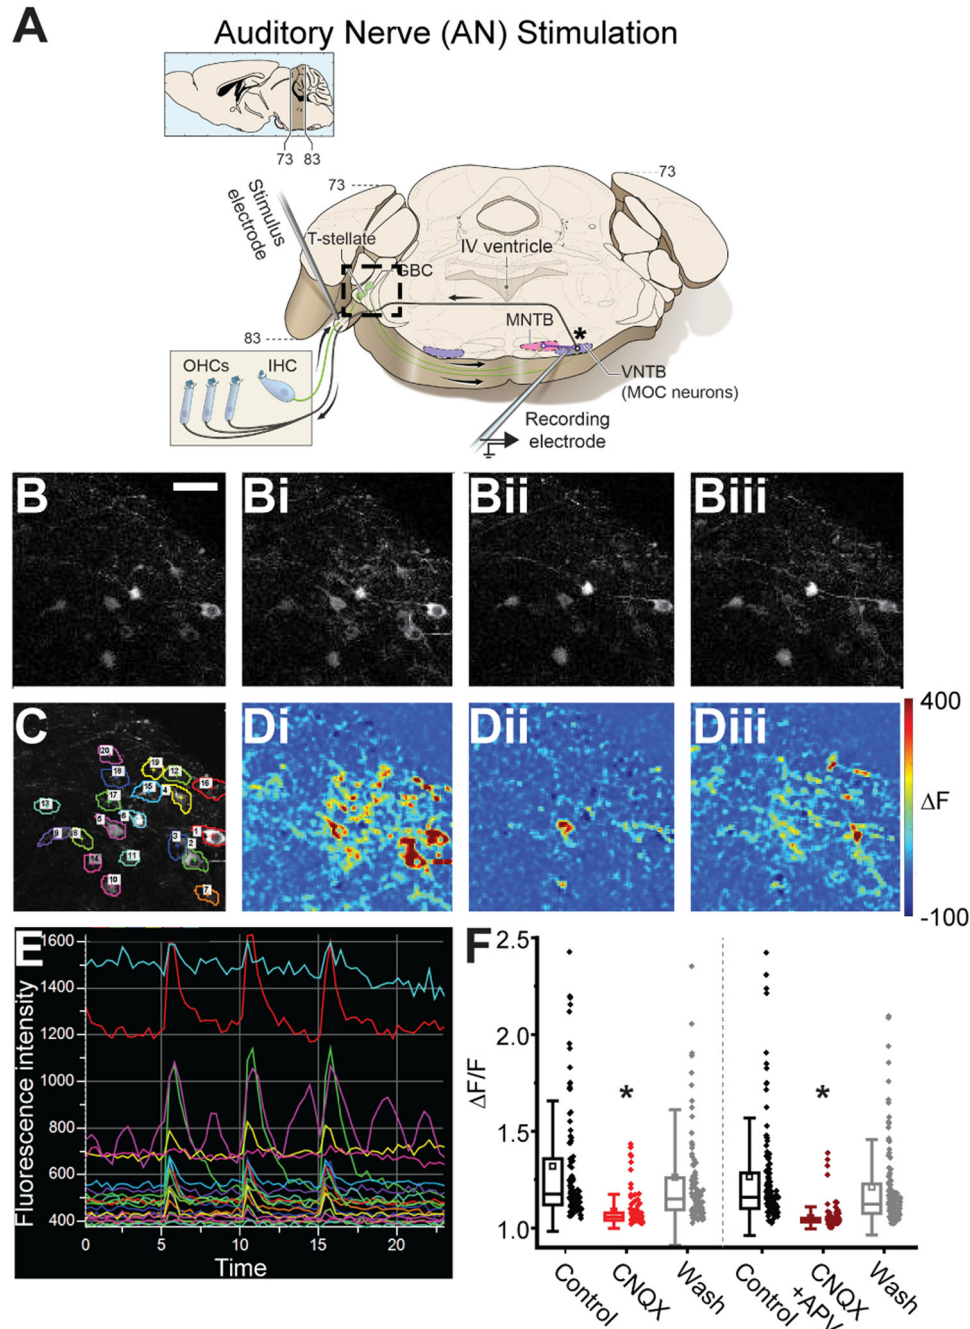 A
Auditory Nerve (AN) Stimulation
73 83
73
73
Stimulus
electrode
T-stellate
GBC
IV ventricle
MNTB
*
83
OHCs
IHC
VNTB
(MOC neurons)
Recording
electrode
B
Bi
Bii
Biii
C
Di
Dii
Diii
400
ΔF
-100
20
19
12
18
16
15
4
17
13
6
5
9
8
3
1
2
14
11
10
7
E
F
Fluorescence intensity
1600
1400
1200
1000
800
600
400
0
5
10
15
20
Time
ΔF/F
2.5
2.0
1.5
1.0
*
*
Control
CNQX
Wash
Control
CNQX
+APV
Wash